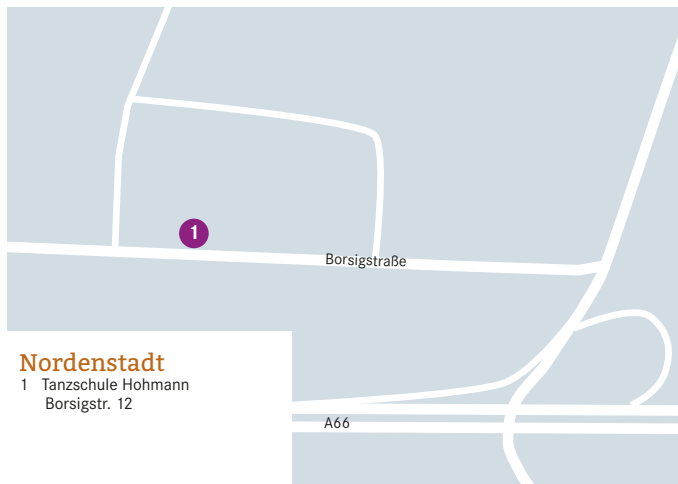 1
Borsigstraße
Nordenstadt
1 Tanzschule Hohmann
Borsigstr. 12
A66